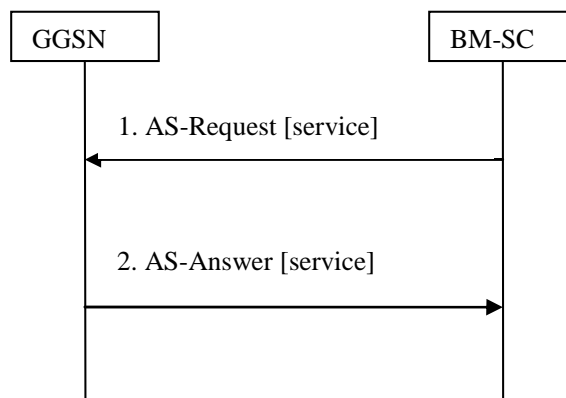 GGSN
BM-SC
1. AS-Request [service]
2. AS-Answer [service]